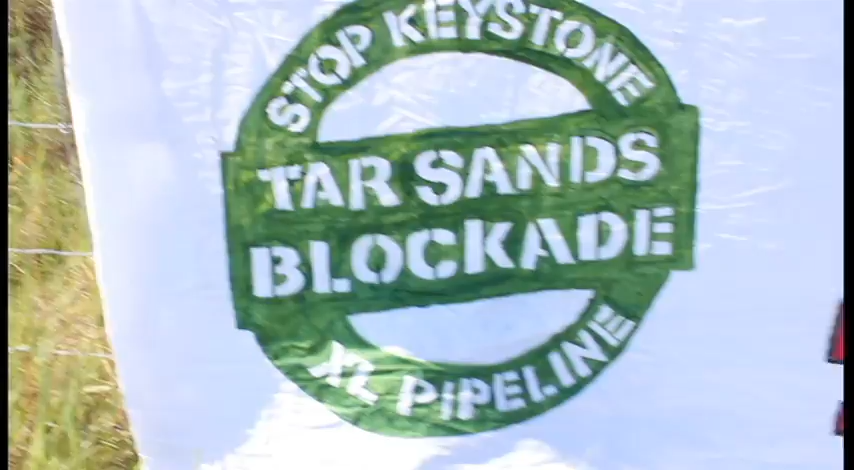 STOP KEYSTONE
TAR SANDS
BLOCKADE
XL PIPELINE